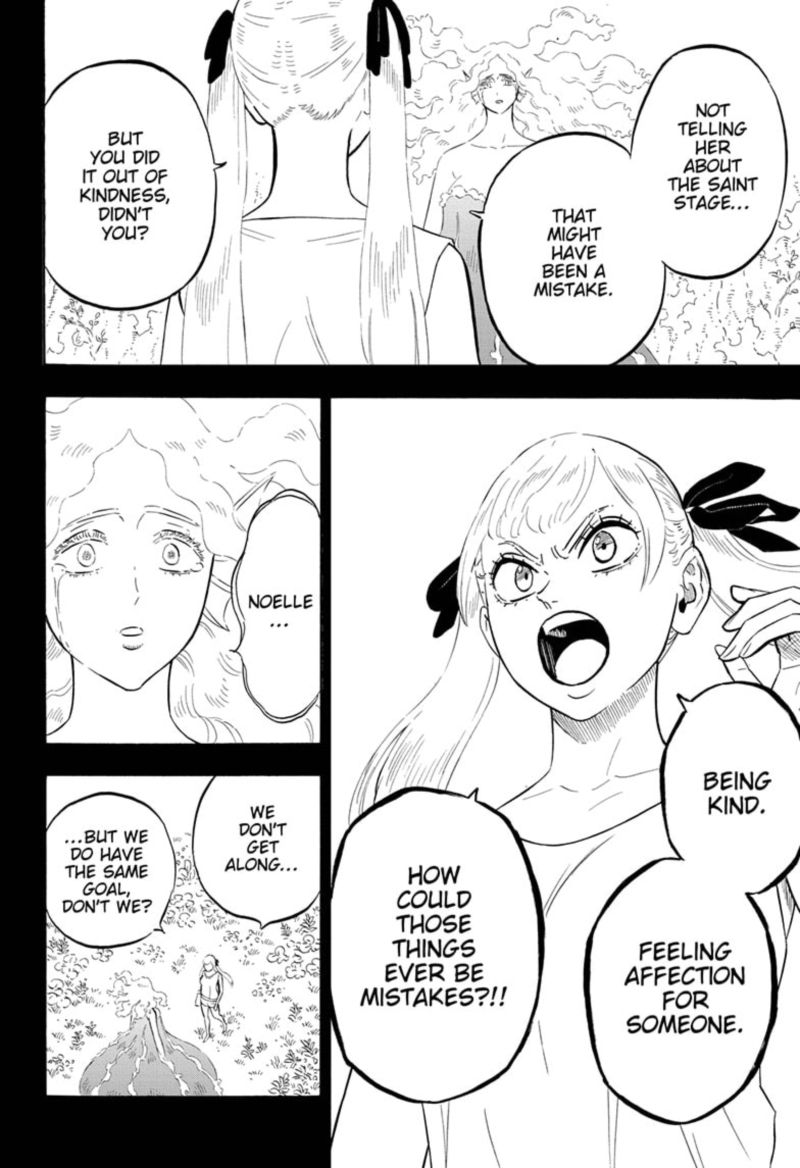 NOT
TELLING
HER
ABOUT
THE SAINT
STAGE...
THAT
MIGHT
HAVE
BEEN A
MISTAKE.
BUT
YOU DID
IT OUT OF
KINDNESS,
DIDN'T
YOU?
BEING
KIND.
FEELING
AFFECTION
FOR
SOMEONE.
HOW
COULD
THOSE
THINGS
EVER BE
MISTAKES?!!
NOELLE
...
WE
DON'T
GET
ALONG...
...BUT WE
DO HAVE
THE SAME
GOAL,
DON'T WE?